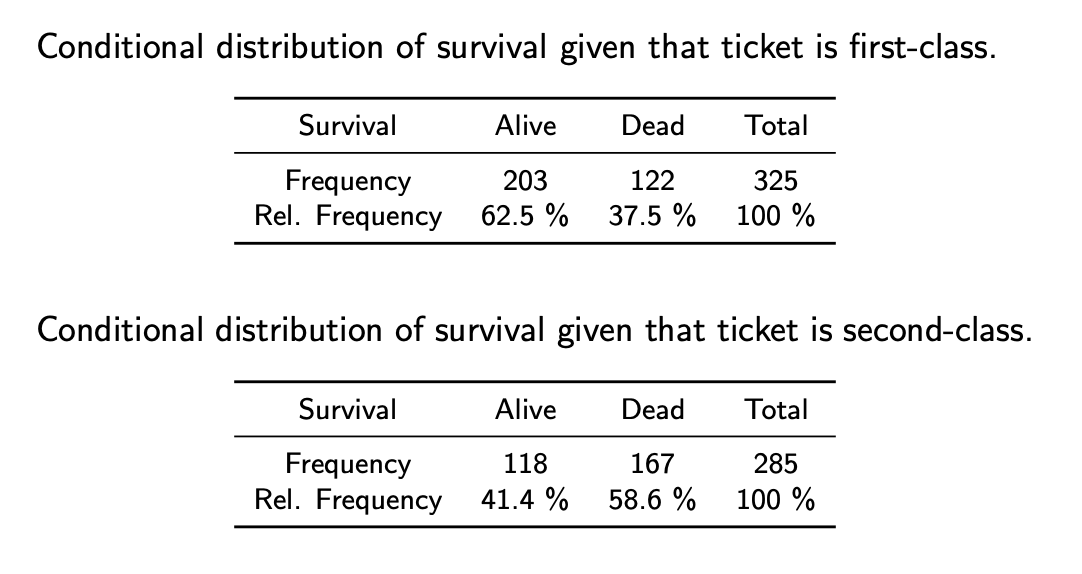 Conditional distribution of survival given that ticket is first-class.
Survival Alive Dead Total
Frequency 203 122 325
Rel. Frequency 62.5 % 37.5 % 100 %
Conditional distribution of survival given that ticket is second-class.
Survival Alive Dead Total
Frequency 118 167 285
Rel. Frequency 41.4 % 58.6 % 100 %